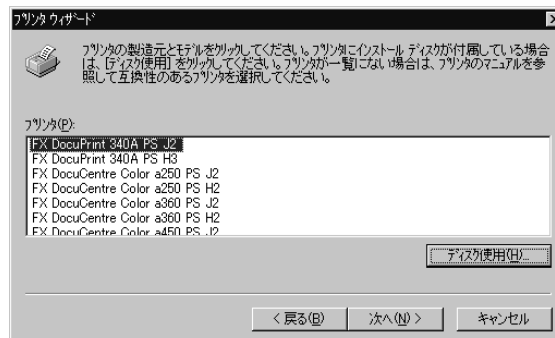 プリンタ ウィザード
プリンタの製造元とモデルをクリックしてください。プリンタにインストール ディスクが付属している場合
は、[ディスク使用] をクリックしてください。プリンタが一覧にない場合は、プリンタのマニュアルを参
照して互換性のあるプリンタを選択してください。
プリンタ(P):
FX DocuPrint 340A PS J2
FX DocuPrint 340A PS H3
FX DocuCentre Color a250 PS J2
FX DocuCentre Color a250 PS H2
FX DocuCentre Color a360 PS J2
FX DocuCentre Color a360 PS H2
FX DocuCentre Color a450 PS J2
ディスク使用(H)...
< 戻る(B)
次へ(N) >
キャンセル